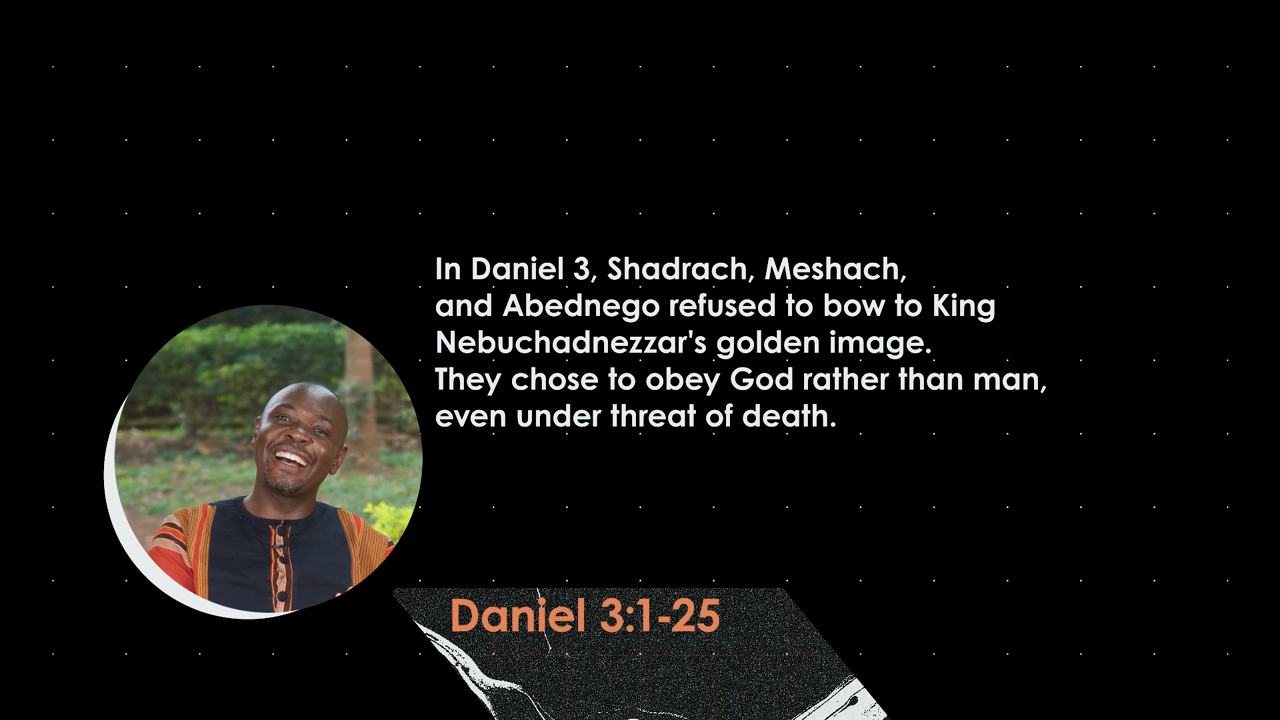 In Daniel 3, Shadrach, Meshach,
and Abednego refused to bow to King
Nebuchadnezzar's golden image.
They chose to obey God rather than man,
even under threat of death.
Daniel 3:1-25